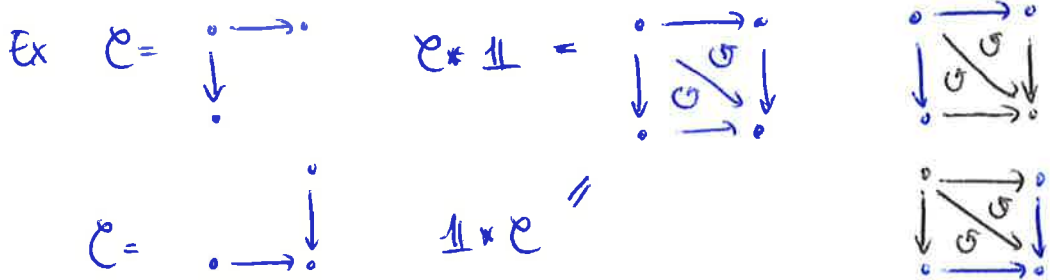 Ex 𝒞 = 𝒞 * 𝟙 =
𝒞 = 𝟙 * 𝒞 〃